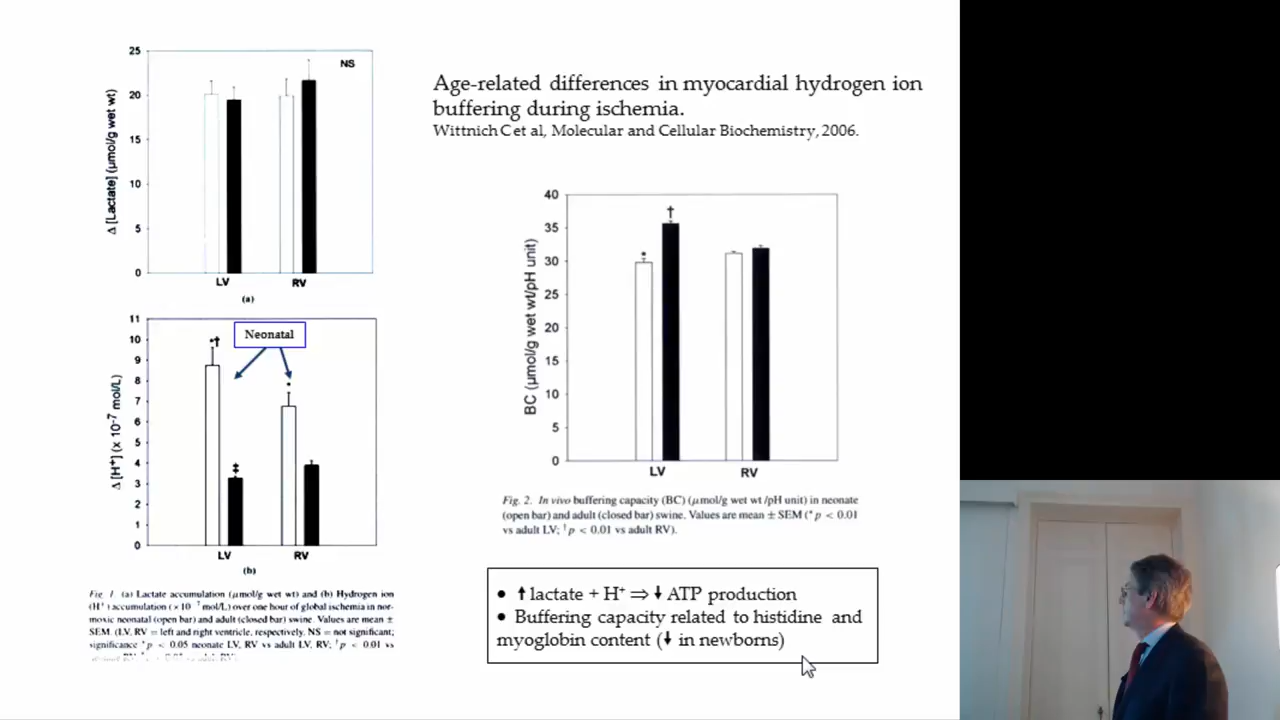 Age-related differences in myocardial hydrogen ion
buffering during ischemia.
Wittnich C et al, Molecular and Cellular Biochemistry, 2006.
25
20
15
10
5
0
Δ [Lactate] (μmol/g wet wt)
NS
LV
RV
(a)
11
10
9
8
7
6
5
4
3
2
1
0
Δ [H⁺] (x 10⁻⁷ mol/L)
Neonatal
*†
*
‡
LV
RV
(b)
Fig. 1. (a) Lactate accumulation (μmol/g wet wt) and (b) Hydrogen ion
(H⁺) accumulation (×10⁻⁷ mol/L) over one hour of global ischemia in nor-
moxic neonatal (open bar) and adult (closed bar) swine. Values are mean ±
SEM. (LV, RV = left and right ventricle, respectively, NS = not significant;
significance *p < 0.05 neonate LV, RV vs adult LV, RV; †p < 0.01 vs
40
35
30
25
20
15
10
5
0
BC (μmol/g wet wt/pH unit)
*
†
LV
RV
Fig. 2. In vivo buffering capacity (BC) (μmol/g wet wt /pH unit) in neonate
(open bar) and adult (closed bar) swine. Values are mean ± SEM (*p < 0.01
vs adult LV; †p < 0.01 vs adult RV).
• ↑ lactate + H⁺ ⇒ ↓ ATP production
• Buffering capacity related to histidine and
myoglobin content (↓ in newborns)